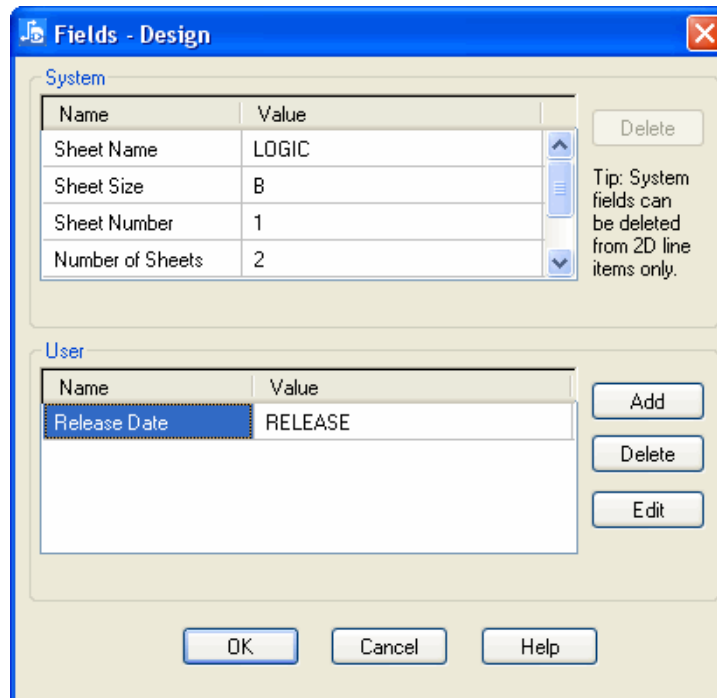 Fields - Design
System
Name Value
Sheet Name LOGIC
Sheet Size B
Sheet Number 1
Number of Sheets 2
Delete
Tip: System
fields can
be deleted
from 2D line
items only.
User
Name Value
Release Date RELEASE
Add
Delete
Edit
OK Cancel Help